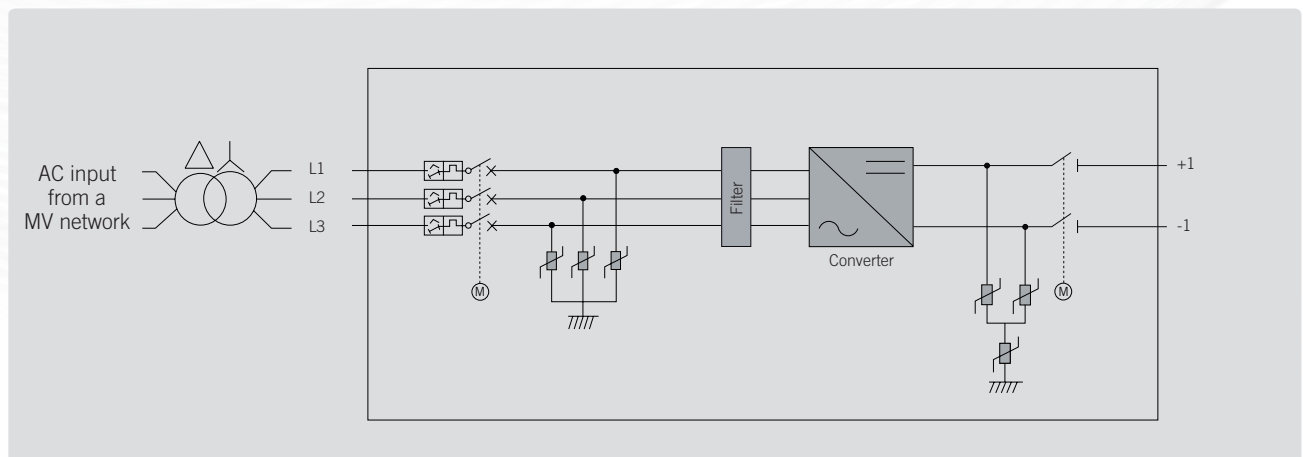 AC input
from a
MV network
L1
L2
L3
M
Filter
Converter
M
+1
-1